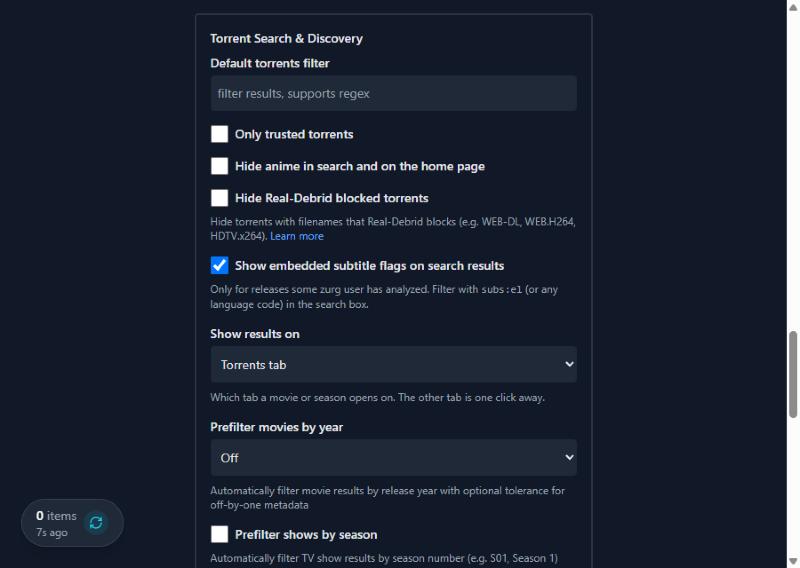 Torrent Search & Discovery
Default torrents filter
filter results, supports regex
Only trusted torrents
Hide anime in search and on the home page
Hide Real-Debrid blocked torrents
Hide torrents with filenames that Real-Debrid blocks (e.g. WEB-DL, WEB.H264,
HDTV.x264). Learn more
Show embedded subtitle flags on search results
Only for releases some zurg user has analyzed. Filter with subs:el (or any
language code) in the search box.
Show results on
Torrents tab
Which tab a movie or season opens on. The other tab is one click away.
Prefilter movies by year
Off
Automatically filter movie results by release year with optional tolerance for
off-by-one metadata
0 items
7s ago
Prefilter shows by season
Automatically filter TV show results by season number (e.g. S01, Season 1)